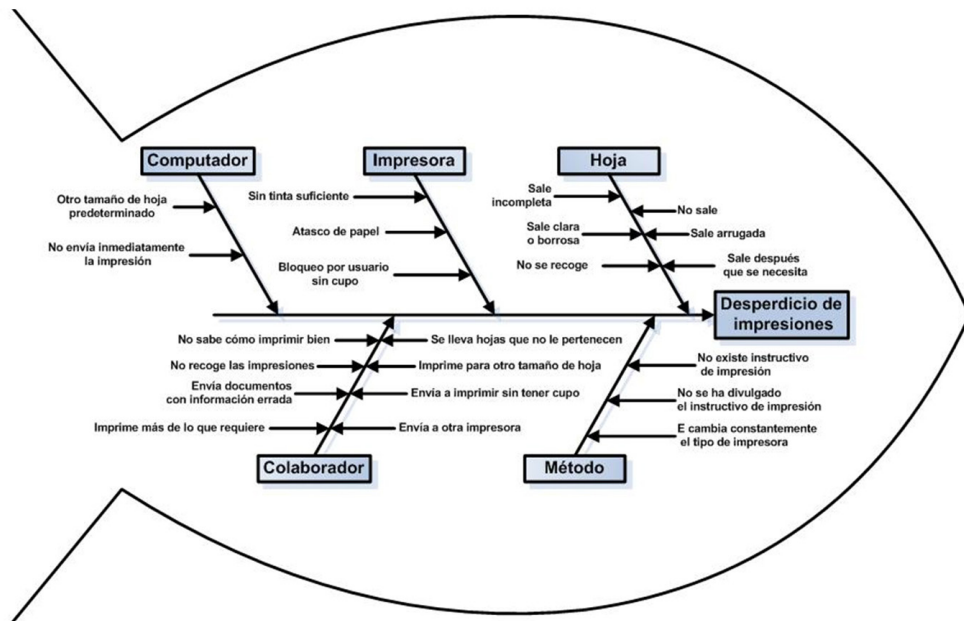 Computador
Impresora
Hoja
Otro tamaño de hoja
predeterminado
No envía inmediatamente
la impresión
Sin tinta suficiente
Atasco de papel
Bloqueo por usuario
sin cupo
Sale
incompleta
No sale
Sale clara
o borrosa
Sale arrugada
No se recoge
Sale después
que se necesita
Desperdicio de
impresiones
No sabe cómo imprimir bien
Se lleva hojas que no le pertenecen
No recoge las impresiones
Imprime para otro tamaño de hoja
Envía documentos
con información errada
Envía a imprimir sin tener cupo
Imprime más de lo que requiere
Envía a otra impresora
No existe instructivo
de impresión
No se ha divulgado
el instructivo de impresión
E cambia constantemente
el tipo de impresora
Colaborador
Método